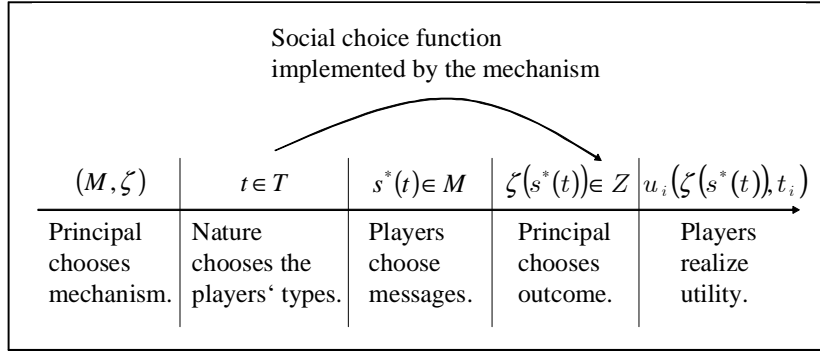 Social choice function
implemented by the mechanism
(M, ζ) t ∈ T s*(t) ∈ M ζ(s*(t)) ∈ Z u_i(ζ(s*(t)), t_i)
Principal chooses mechanism.
Nature chooses the players‘ types.
Players choose messages.
Principal chooses outcome.
Players realize utility.